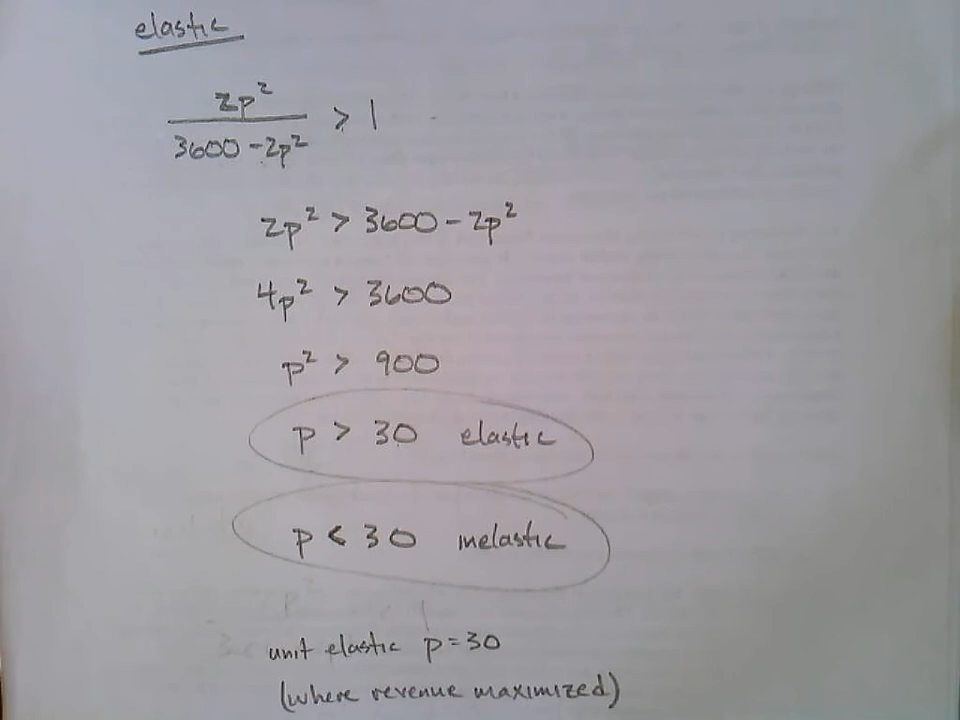 elastic
2p²
3600 - 2p²
> 1
2p² > 3600 - 2p²
4p² > 3600
p² > 900
p > 30 elastic
p < 30 inelastic
unit elastic p = 30
(where revenue maximized)